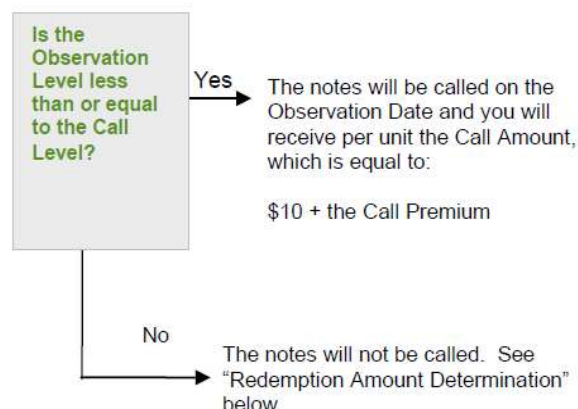 Is the
Observation
Level less
than or equal
to the Call
Level?
Yes
The notes will be called on the
Observation Date and you will
receive per unit the Call Amount,
which is equal to:
$10 + the Call Premium
No
The notes will not be called.  See
“Redemption Amount Determination”
below